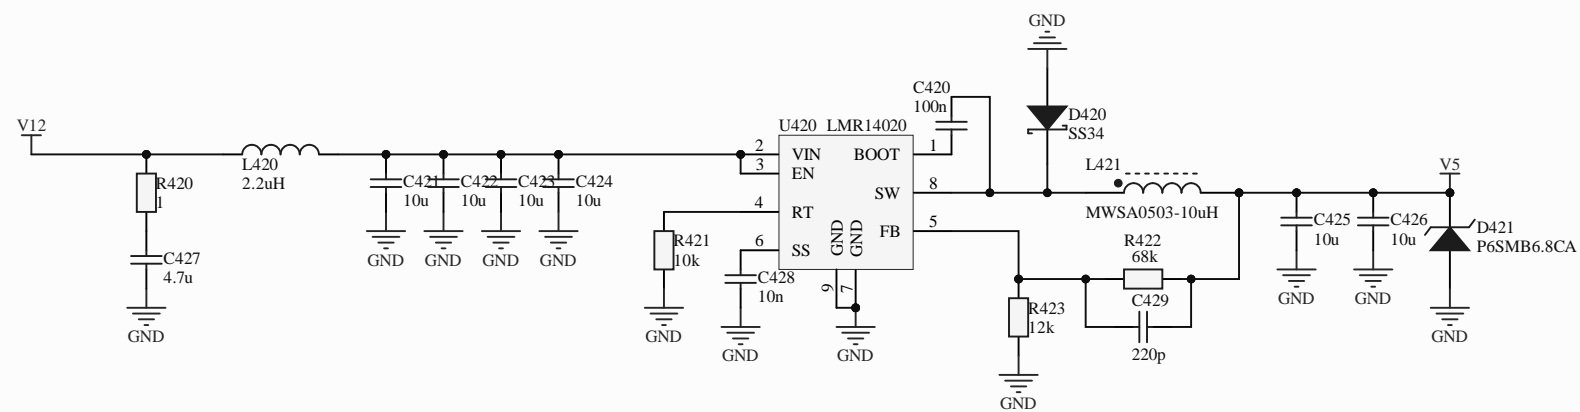 GND
V12
R420
1
C427
4.7u
GND
L420
2.2uH
C421
10u
GND
C422
10u
GND
C423
10u
GND
C424
10u
GND
R421
10k
GND
C428
10n
GND
U420 LMR14020
2 VIN
3 EN
4 RT
6 SS
BOOT 1
SW 8
FB 5
GND
GND
9
7
GND
C420
100n
D420
SS34
L421
MWSA0503-10uH
R422
68k
C429
220p
R423
12k
GND
C425
10u
GND
C426
10u
GND
V5
D421
P6SMB6.8CA
GND